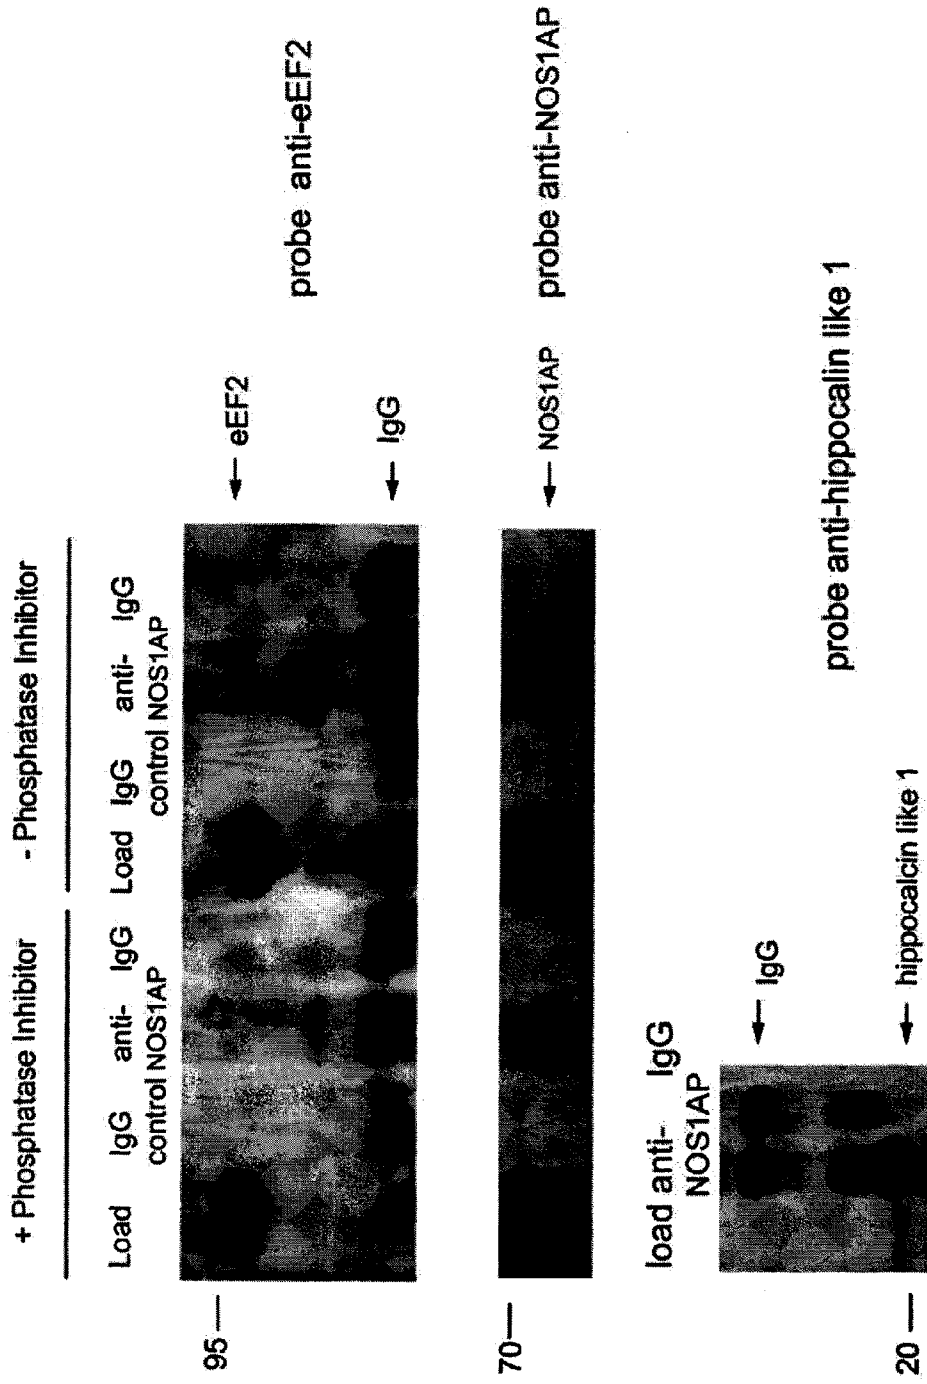 + Phosphatase Inhibitor
- Phosphatase Inhibitor
Load IgG anti- IgG Load IgG anti- IgG
control NOS1AP control NOS1AP
95
eEF2
IgG
probe anti-eEF2
70
NOS1AP
probe anti-NOS1AP
load anti- IgG
NOS1AP
IgG
20
hippocalcin like 1
probe anti-hippocalin like 1